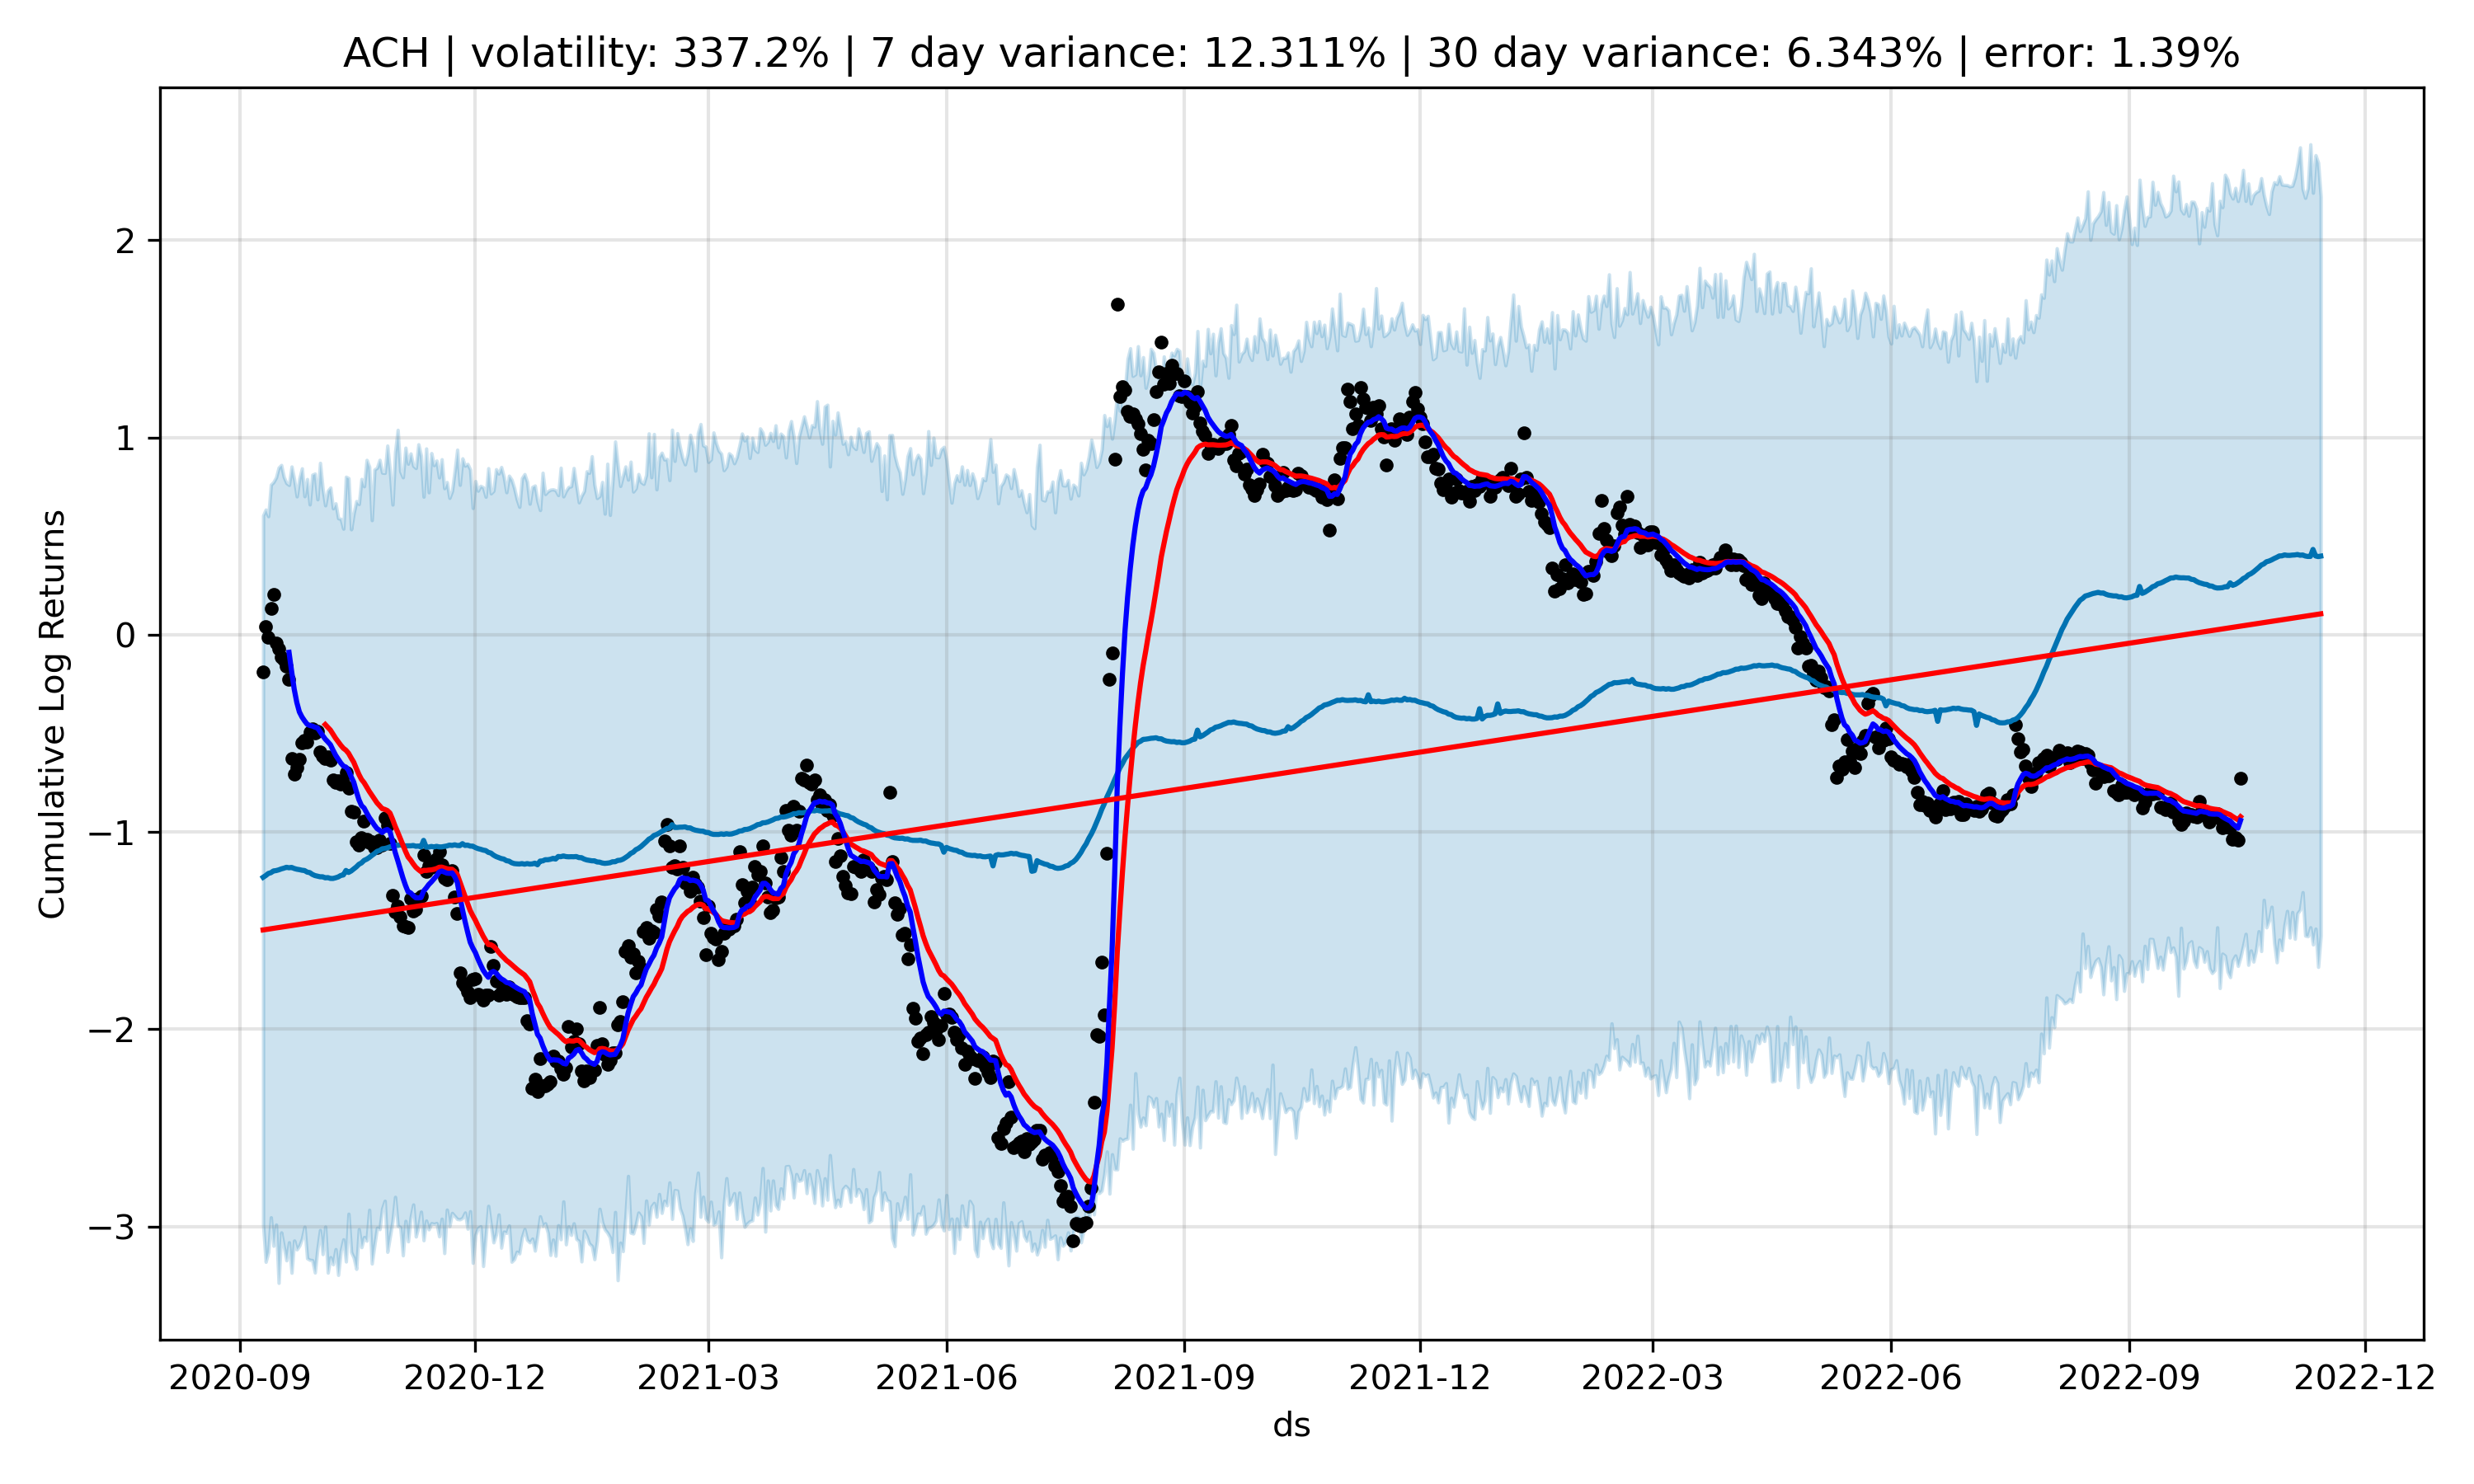 ACH | volatility: 337.2% | 7 day variance: 12.311% | 30 day variance: 6.343% | error: 1.39%
Cumulative Log Returns
2
1
0
−1
−2
−3
2020-09 2020-12 2021-03 2021-06 2021-09 2021-12 2022-03 2022-06 2022-09 2022-12
ds